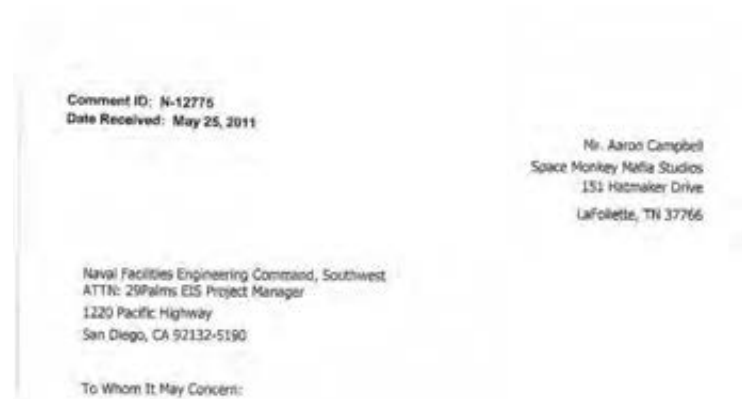 Comment ID: N-12775
Date Received: May 25, 2011
Mr. Aaron Campbell
Space Monkey Mafia Studios
151 Hatmaker Drive
LaFollette, TN 37766
Naval Facilities Engineering Command, Southwest
ATTN: 29Palms EIS Project Manager
1220 Pacific Highway
San Diego, CA 92132-5190
To Whom It May Concern: